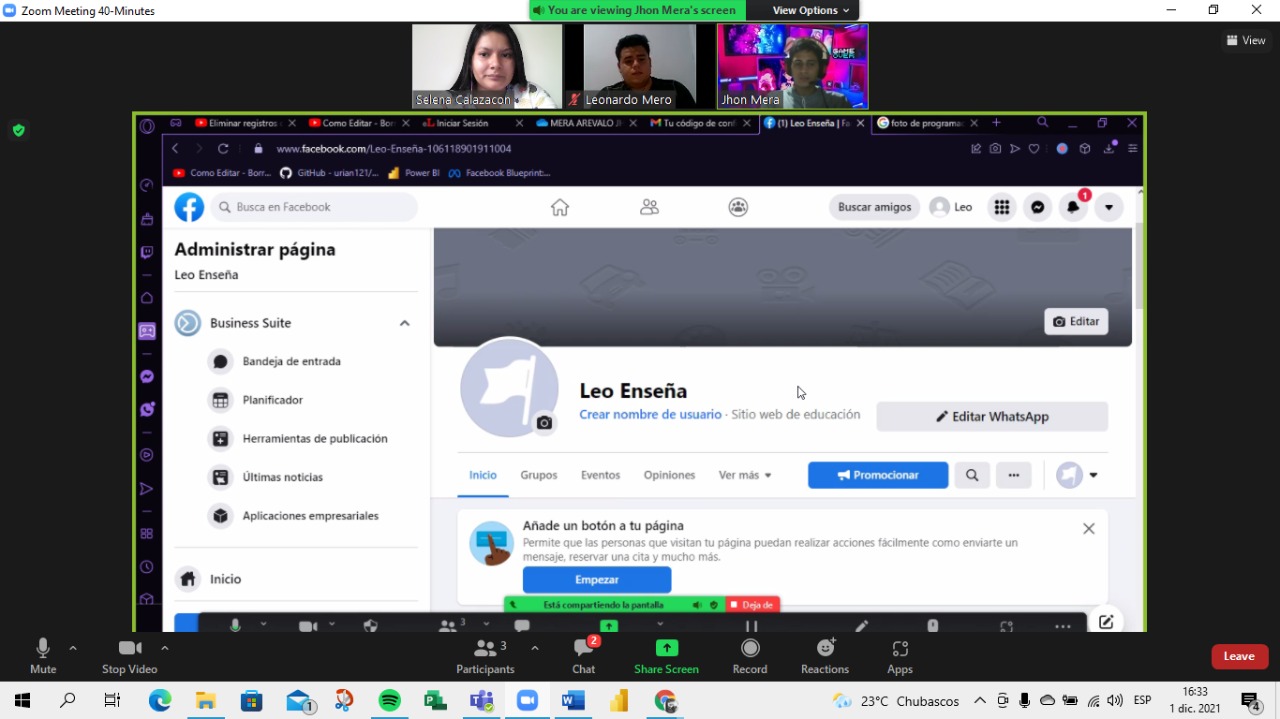 Zoom Meeting 40-Minutes
You are viewing Jhon Mera's screen
View Options
View
Selena Calazacon
Leonardo Mero
Jhon Mera
GAME OVER
Eliminar registros
Como Editar - Borr
Iniciar Sesión
MERA AREVALO J
Tu código de con
(1) Leo Enseña | Fa
foto de programa
www.facebook.com/Leo-Enseña-106118901911004
Como Editar - Borr...
GitHub - urian121/...
Power BI
Facebook Blueprint:...
Busca en Facebook
Buscar amigos
Leo
1
Administrar página
Leo Enseña
Business Suite
Bandeja de entrada
Planificador
Herramientas de publicación
Últimas noticias
Aplicaciones empresariales
Inicio
Editar
Leo Enseña
Crear nombre de usuario · Sitio web de educación
Editar WhatsApp
Inicio
Grupos
Eventos
Opiniones
Ver más
Promocionar
Añade un botón a tu página
Permite que las personas que visitan tu página puedan realizar acciones fácilmente como enviarte un
mensaje, reservar una cita y mucho más.
Empezar
Está compartiendo la pantalla
Deja de
3
Mute
Stop Video
3
Participants
2
Chat
Share Screen
Record
Reactions
Apps
Leave
1
23°C Chubascos
ESP
16:33
1 dic. 2021
4